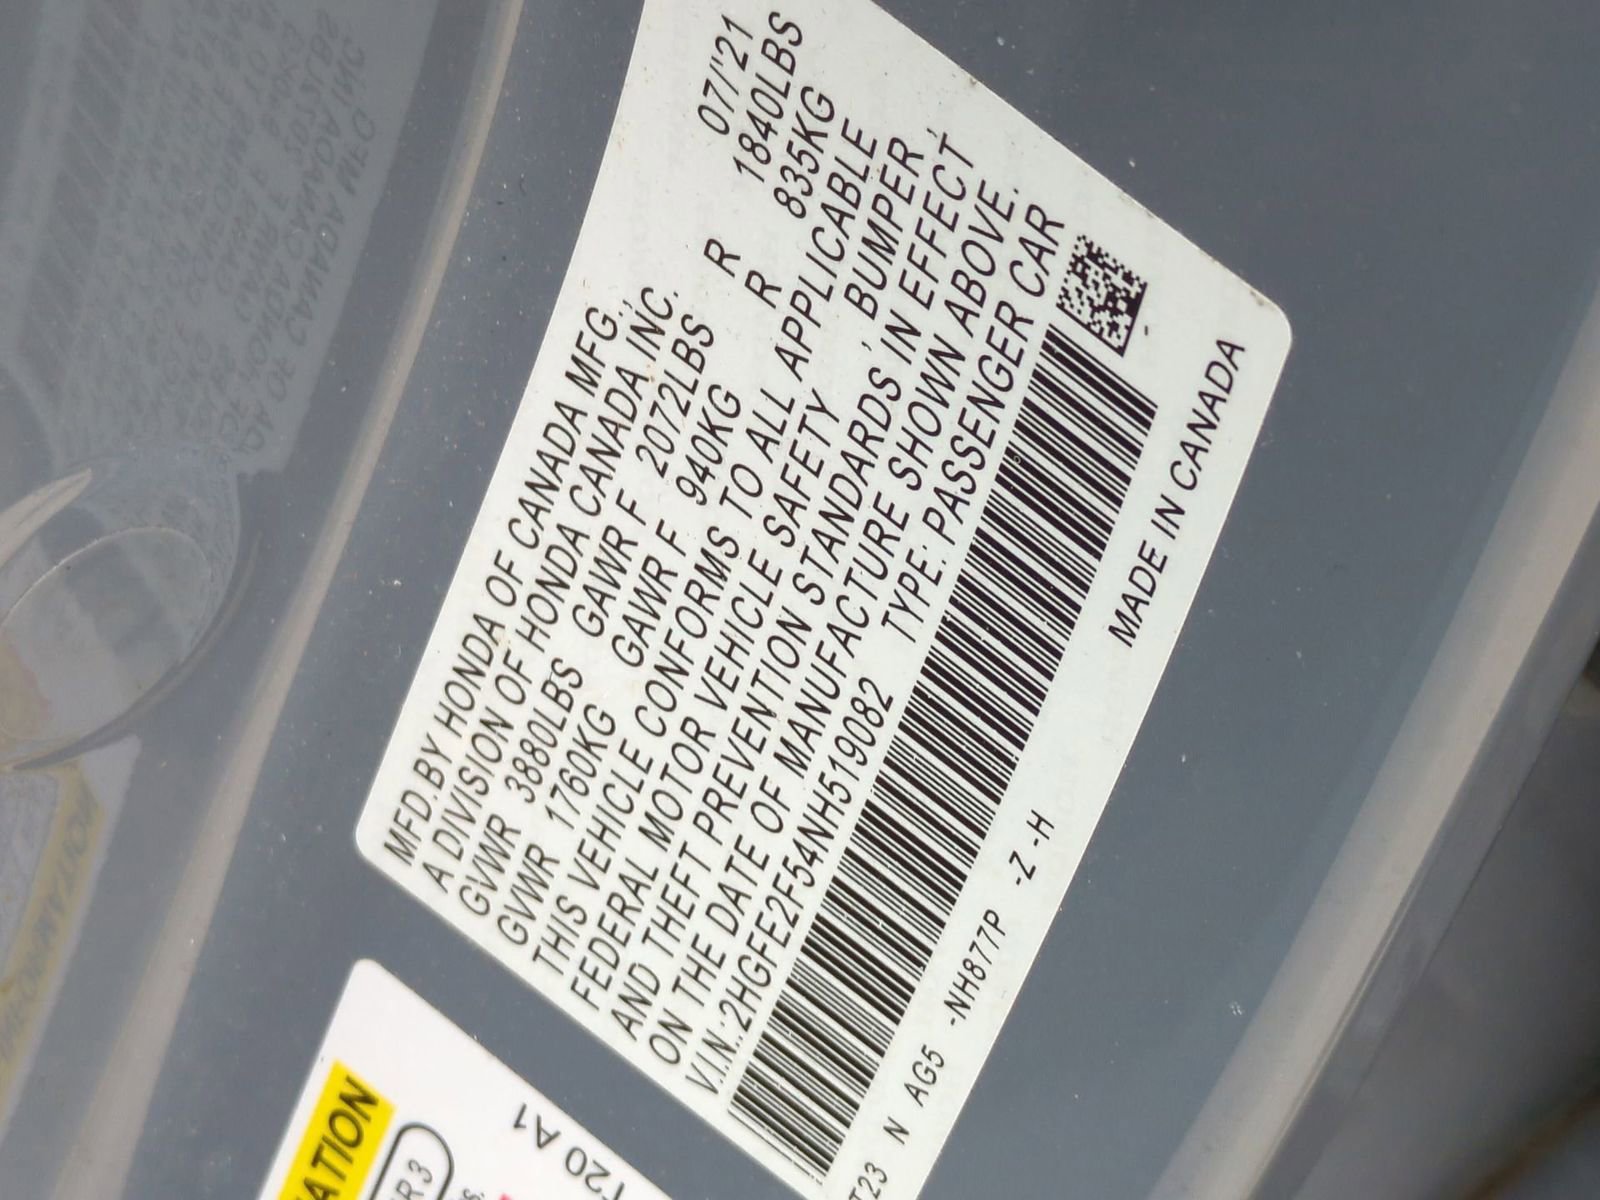 MFD.BY HONDA OF CANADA MFG.,
A DIVISION OF HONDA CANADA INC. 07/'21
GVWR 3880LBS GAWR F 2072LBS R 1840LBS
GVWR 1760KG GAWR F 940KG R 835KG
THIS VEHICLE CONFORMS TO ALL APPLICABLE
FEDERAL MOTOR VEHICLE SAFETY , BUMPER ,
AND THEFT PREVENTION STANDARDS IN EFFECT
ON THE DATE OF MANUFACTURE SHOWN ABOVE.
V.I.N.:2HGFE2F54NH519082 TYPE: PASSENGER CAR
T23 N AG5 -NH877P -Z -H MADE IN CANADA
ATION
R3
T20 A1